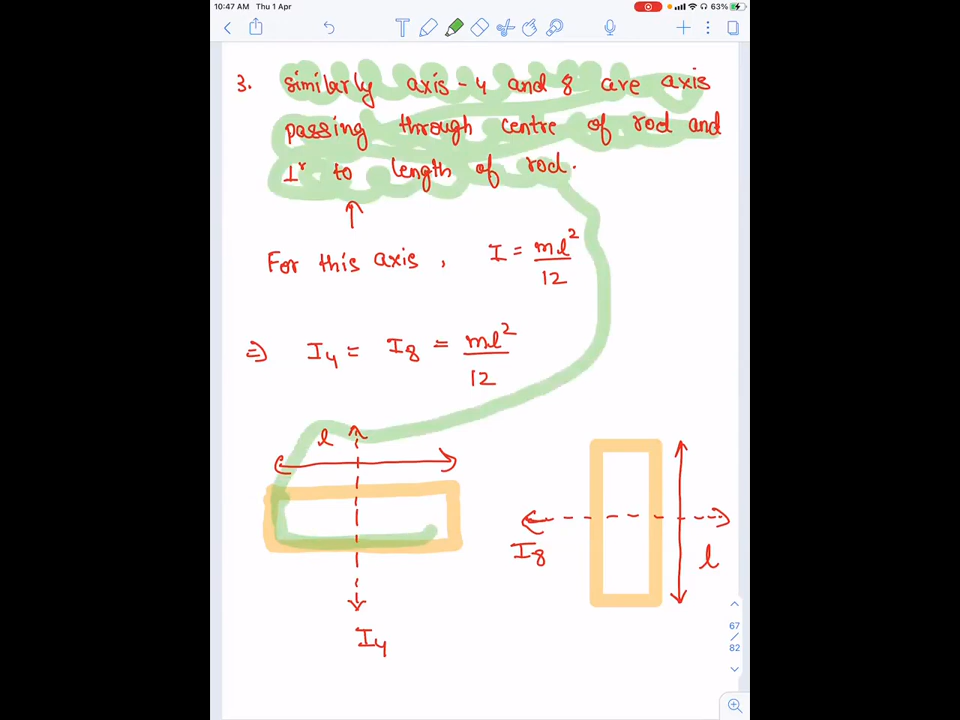 10:47 AM Thu 1 Apr
63%
3. similarly axis-4 and 8 are axis
passing through centre of rod and
⊥r to length of rod.
↑
For this axis, I = ml²/12
⇒ I4 = I8 = ml²/12
l
I8
l
I4
67
/
82